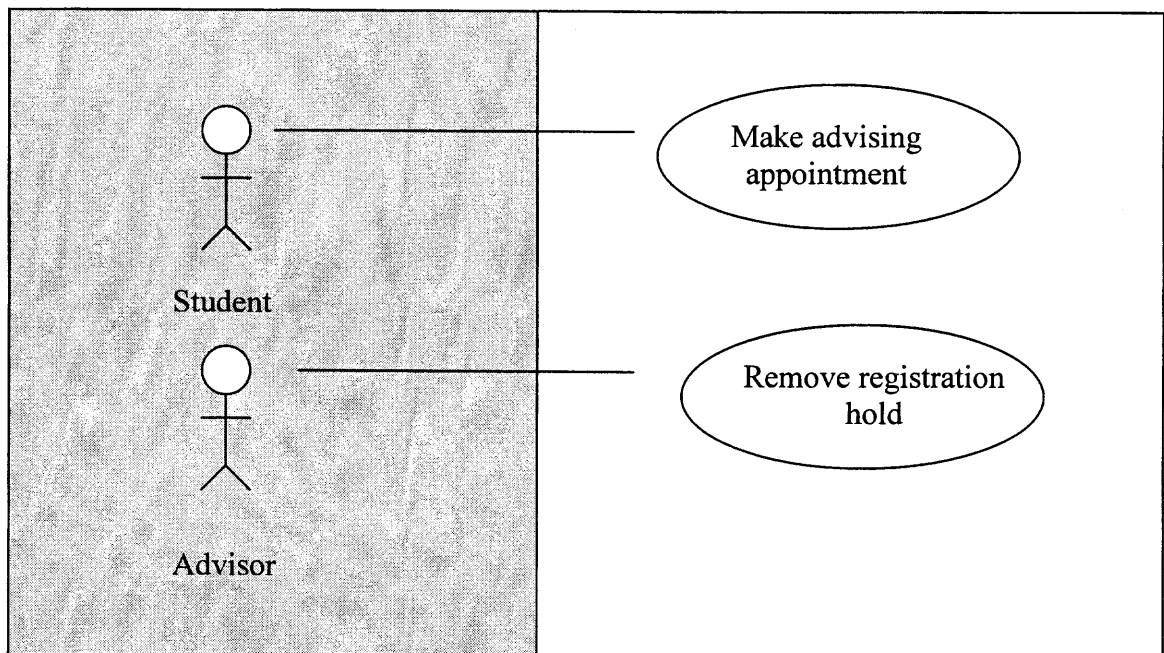 Make advising
appointment
Student
Remove registration
hold
Advisor